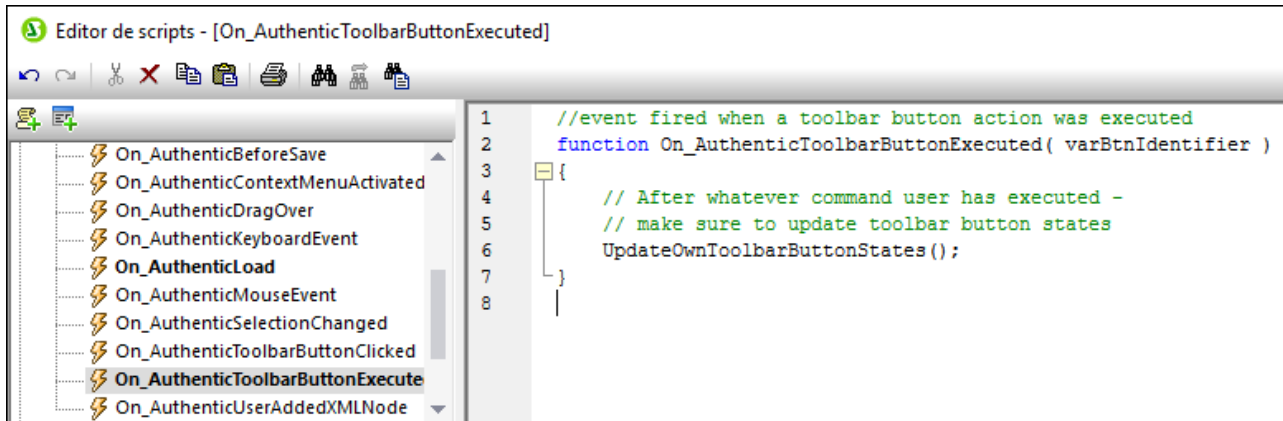 Editor de scripts - [On_AuthenticToolbarButtonExecuted]
On_AuthenticBeforeSave
On_AuthenticContextMenuActivated
On_AuthenticDragOver
On_AuthenticKeyboardEvent
On_AuthenticLoad
On_AuthenticMouseEvent
On_AuthenticSelectionChanged
On_AuthenticToolbarButtonClicked
On_AuthenticToolbarButtonExecute
On_AuthenticUserAddedXMLNode
1 //event fired when a toolbar button action was executed
2 function On_AuthenticToolbarButtonExecuted( varBtnIdentifier )
3 {
4 // After whatever command user has executed -
5 // make sure to update toolbar button states
6 UpdateOwnToolbarButtonStates();
7 }
8